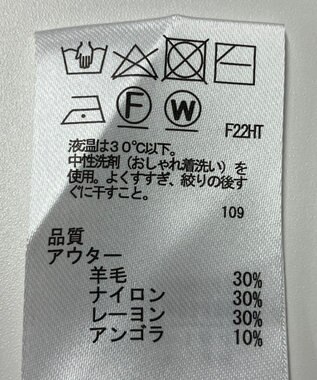 F W
F22HT
液温は30℃以下。
中性洗剤（おしゃれ着洗い）を
使用。よくすすぎ、絞りの後す
ぐに干すこと。
109
品質
アウター
羊毛 30%
ナイロン 30%
レーヨン 30%
アンゴラ 10%